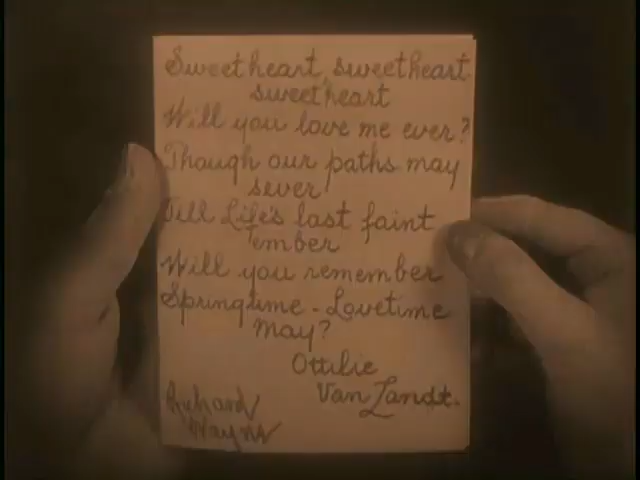 Sweetheart, sweetheart
sweetheart
Will you love me ever?
Though our paths may
sever
Till Life's last faint
ember
Will you remember
Springtime - Lovetime
May?
Ottilie
Van Zandt.
Richard
Wayne